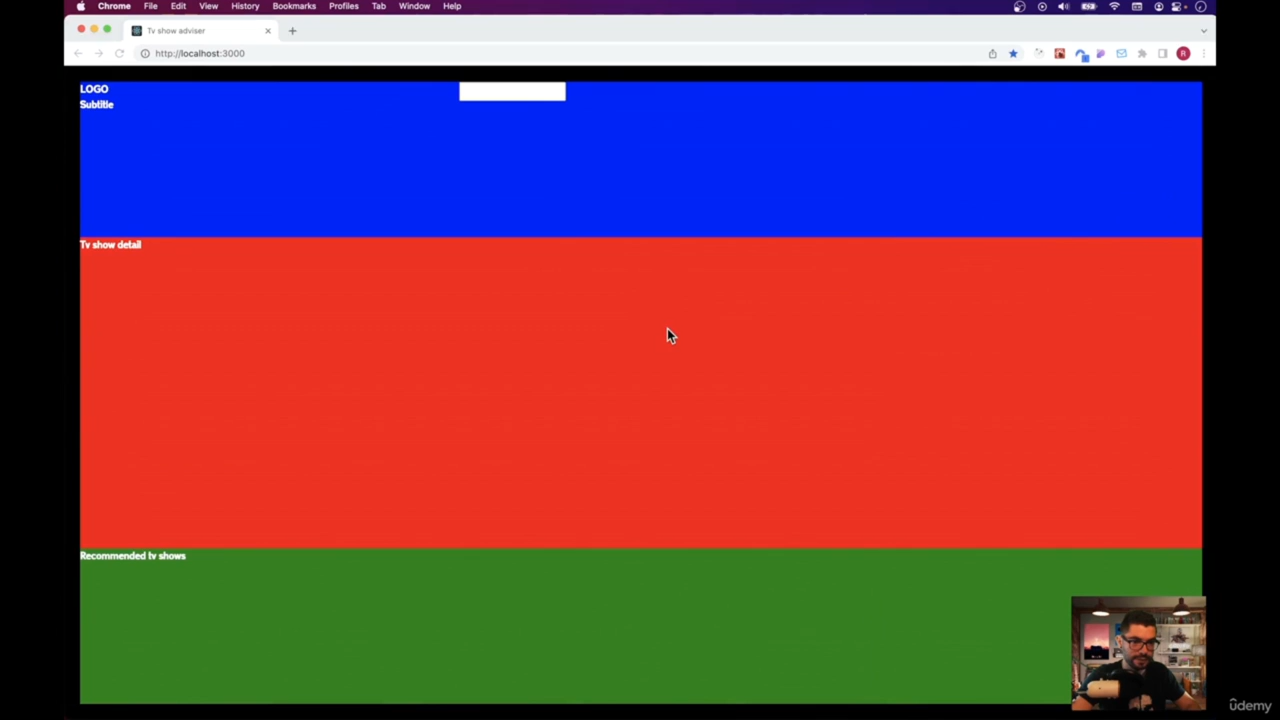 Chrome File Edit View History Bookmarks Profiles Tab Window Help
Tv show adviser
http://localhost:3000
LOGO
Subtitle
Tv show detail
Recommended tv shows
ûdemy